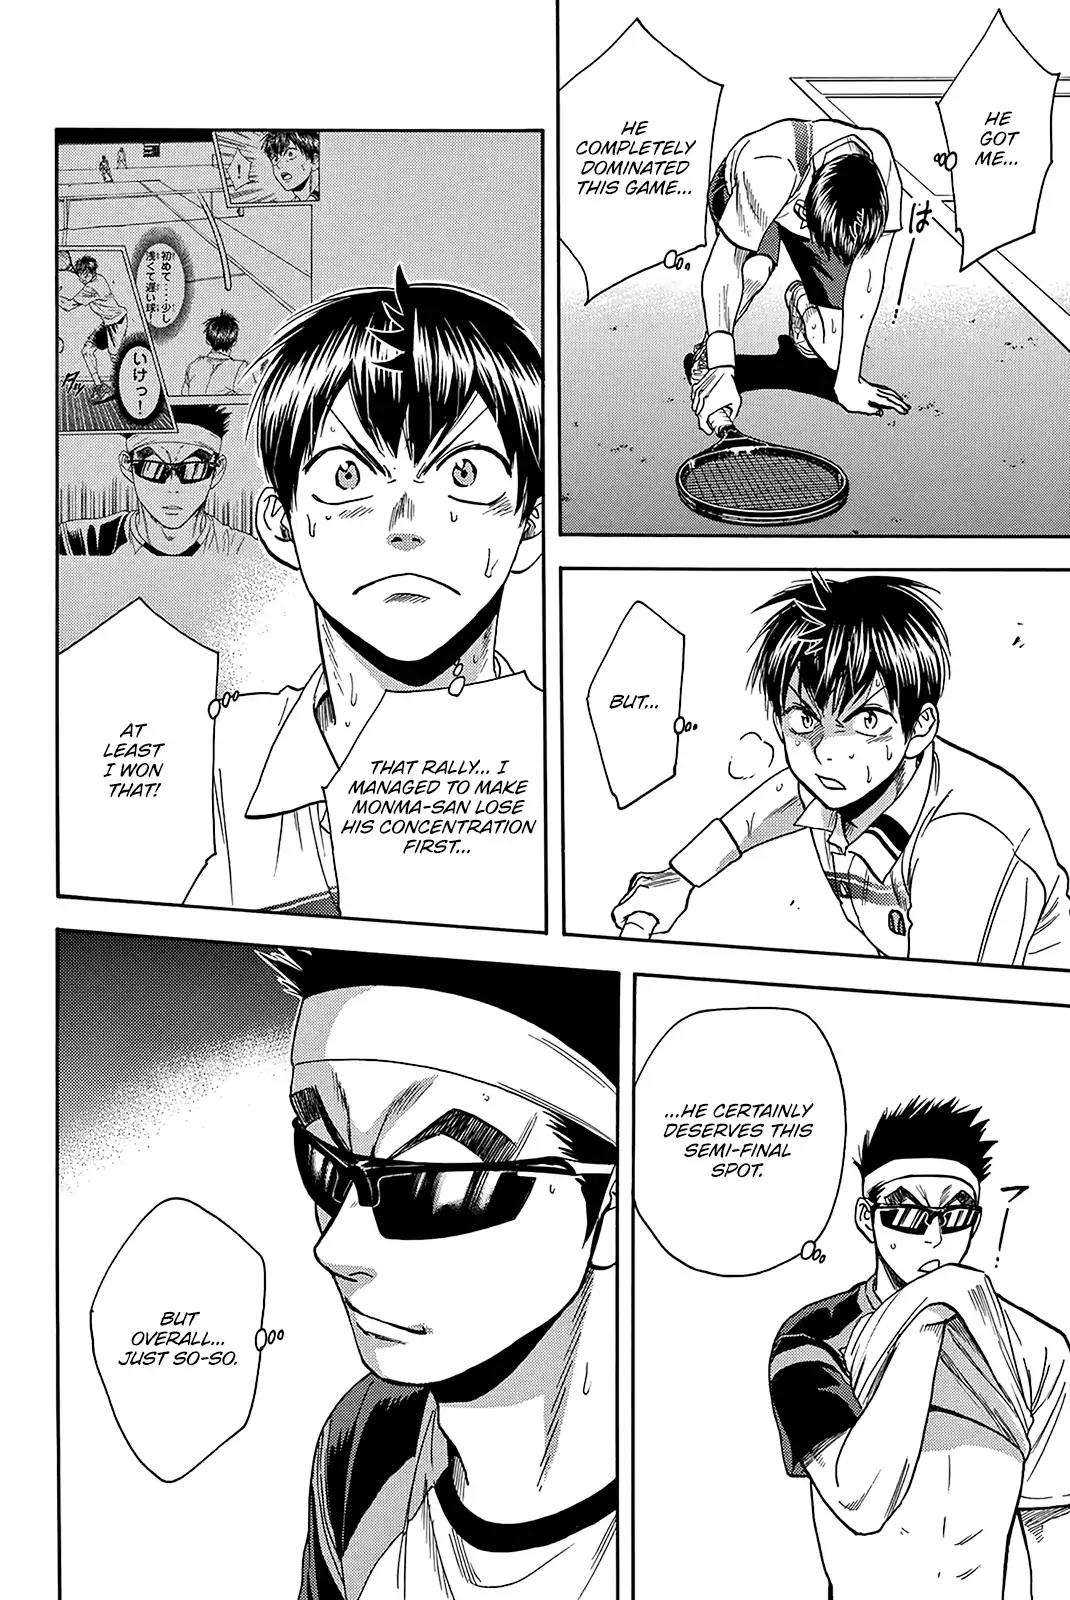 HE
GOT
ME...
は
HE
COMPLETELY
DOMINATED
THIS GAME...
BUT...
!
初めて・・・・少し
浅くて遅い球
いけっ!
THAT RALLY... I
MANAGED TO MAKE
MONMA-SAN LOSE
HIS CONCENTRATION
FIRST...
AT
LEAST
I WON
THAT!
...HE CERTAINLY
DESERVES THIS
SEMI-FINAL
SPOT.
BUT
OVERALL...
JUST SO-SO.